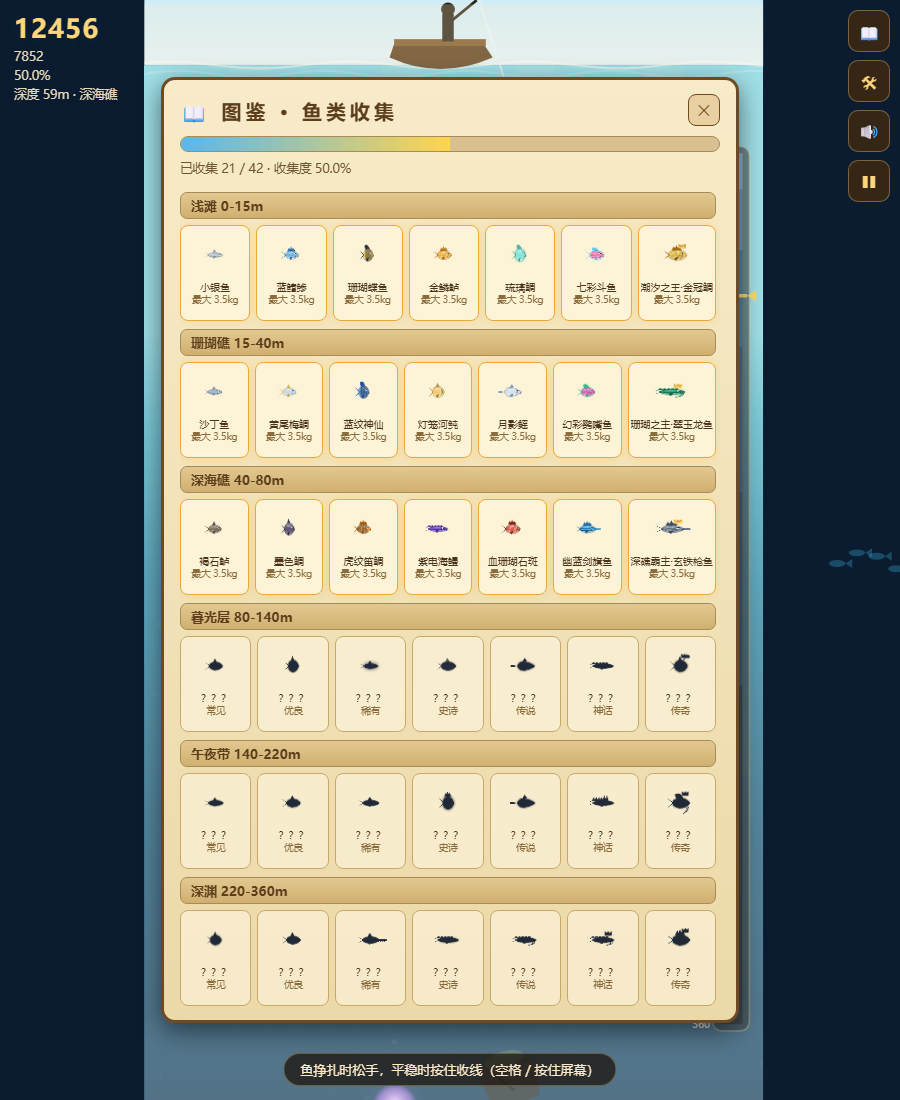 12456
7852
50.0%
深度 59m · 深海礁
图鉴 · 鱼类收集
已收集 21 / 42 · 收集度 50.0%
浅滩 0-15m
小银鱼 蓝鳍鲹 珊瑚蝶鱼 金鳞鲈 琉璃鲷 七彩斗鱼 潮汐之王·金冠鲷
最大 3.5kg 最大 3.5kg 最大 3.5kg 最大 3.5kg 最大 3.5kg 最大 3.5kg 最大 3.5kg
珊瑚礁 15-40m
沙丁鱼 黄尾梅鲷 蓝纹神仙 灯笼河鲀 月影鳐 幻彩鹦嘴鱼 珊瑚之主·翠玉龙鱼
最大 3.5kg 最大 3.5kg 最大 3.5kg 最大 3.5kg 最大 3.5kg 最大 3.5kg 最大 3.5kg
深海礁 40-80m
褐石鲈 墨色鲷 虎纹笛鲷 紫电海鳗 血珊瑚石斑 幽蓝剑旗鱼 深礁霸主·玄铁枪鱼
最大 3.5kg 最大 3.5kg 最大 3.5kg 最大 3.5kg 最大 3.5kg 最大 3.5kg 最大 3.5kg
暮光层 80-140m
？？？ ？？？ ？？？ ？？？ ？？？ ？？？ ？？？
常见 优良 稀有 史诗 传说 神话 传奇
午夜带 140-220m
？？？ ？？？ ？？？ ？？？ ？？？ ？？？ ？？？
常见 优良 稀有 史诗 传说 神话 传奇
深渊 220-360m
？？？ ？？？ ？？？ ？？？ ？？？ ？？？ ？？？
常见 优良 稀有 史诗 传说 神话 传奇
360
鱼挣扎时松手，平稳时按住收线（空格 / 按住屏幕）